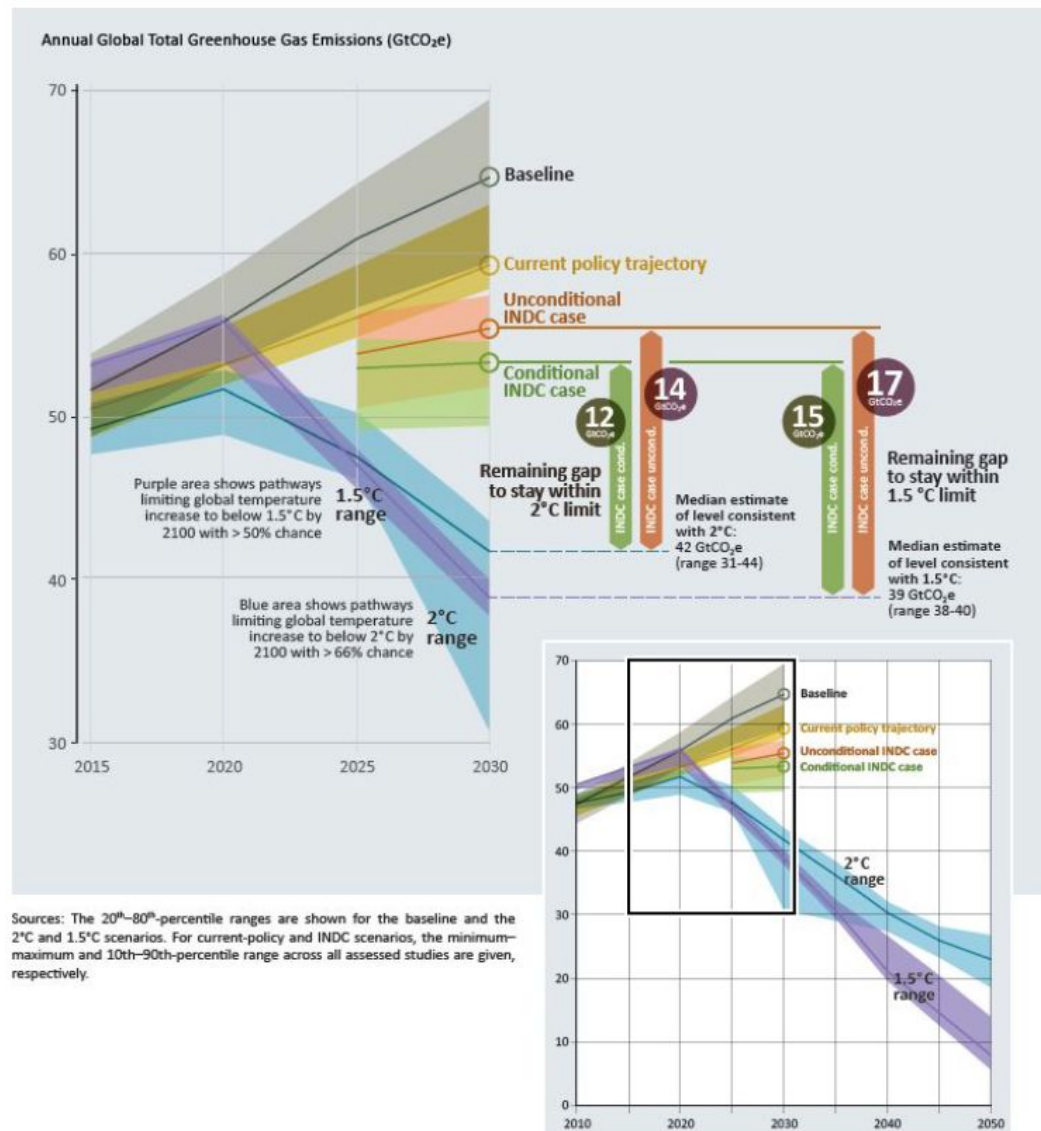 Annual Global Total Greenhouse Gas Emissions (GtCO₂e)
70
60
50
40
30
2015
2020
2025
2030
Baseline
Current policy trajectory
Unconditional
INDC case
Conditional
INDC case
Purple area shows pathways
limiting global temperature
increase to below 1.5°C by
2100 with > 50% chance
1.5°C
range
Blue area shows pathways
limiting global temperature
increase to below 2°C by
2100 with > 66% chance
2°C
range
12
GtCO₂e
14
GtCO₂e
INDC case cond.
INDC case uncond.
Remaining gap
to stay within
2°C limit
Median estimate
of level consistent
with 2°C:
42 GtCO₂e
(range 31-44)
15
GtCO₂e
17
GtCO₂e
INDC case cond.
INDC case uncond.
Remaining gap
to stay within
1.5 °C limit
Median estimate
of level consistent
with 1.5°C:
39 GtCO₂e
(range 38-40)
70
60
50
40
30
20
10
0
2010
2020
2030
2040
2050
Baseline
Current policy trajectory
Unconditional INDC case
Conditional INDC case
2°C
range
1.5°C
range
Sources: The 20th–80th-percentile ranges are shown for the baseline and the
2°C and 1.5°C scenarios. For current-policy and INDC scenarios, the minimum–
maximum and 10th–90th-percentile range across all assessed studies are given,
respectively.